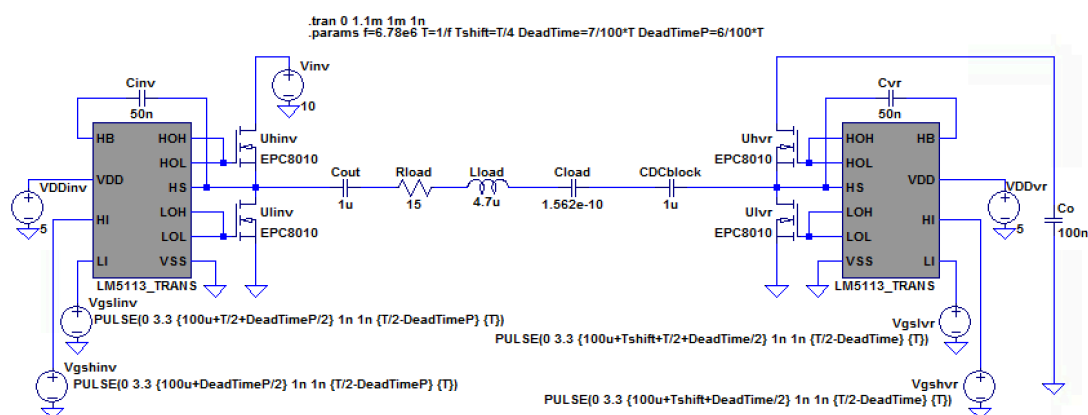 .tran 0 1.1m 1m 1n
.params f=6.78e6 T=1/f Tshift=T/4 DeadTime=7/100*T DeadTimeP=6/100*T
Vinv
10
Cinv
50n
HB
HOH
HOL
VDD
HS
HI
LOH
LOL
LI
VSS
LM5113_TRANS
VDDinv
5
Uhinv
EPC8010
Ulinv
EPC8010
Cout
1u
Rload
15
Lload
4.7u
Cload
1.562e-10
CDCblock
1u
Uhvr
EPC8010
Ulvr
EPC8010
Cvr
50n
HOH
HB
HOL
HS
VDD
LOH
HI
LOL
VSS
LI
LM5113_TRANS
VDDvr
5
Co
100n
Vgslinv
PULSE(0 3.3 {100u+T/2+DeadTimeP/2} 1n 1n {T/2-DeadTimeP} {T})
Vgshinv
PULSE(0 3.3 {100u+DeadTimeP/2} 1n 1n {T/2-DeadTimeP} {T})
Vgslvr
PULSE(0 3.3 {100u+Tshift+T/2+DeadTime/2} 1n 1n {T/2-DeadTime} {T})
Vgshvr
PULSE(0 3.3 {100u+Tshift+DeadTime/2} 1n 1n {T/2-DeadTime} {T})